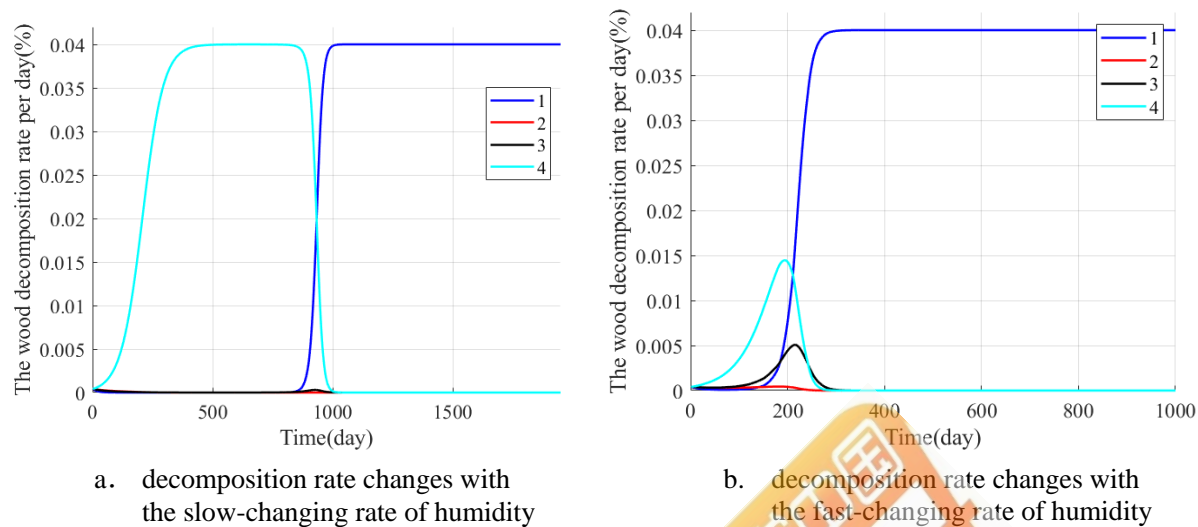 The wood decomposition rate per day(%)
0.04
0.035
0.03
0.025
0.02
0.015
0.01
0.005
0
0 500 1000 1500
Time(day)
1
2
3
4
a. decomposition rate changes with
the slow-changing rate of humidity
The wood decomposition rate per day(%)
0.04
0.035
0.03
0.025
0.02
0.015
0.01
0.005
0
0 200 400 600 800 1000
Time(day)
1
2
3
4
b. decomposition rate changes with
the fast-changing rate of humidity